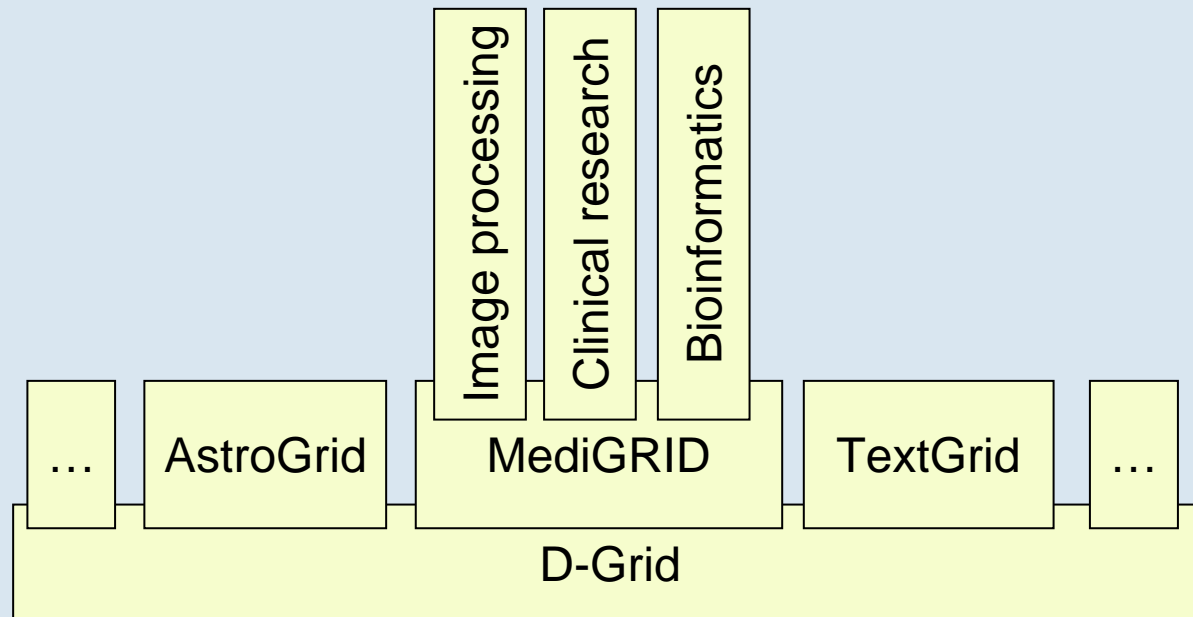 Image processing
Clinical research
Bioinformatics
…
AstroGrid
MediGRID
TextGrid
…
D-Grid